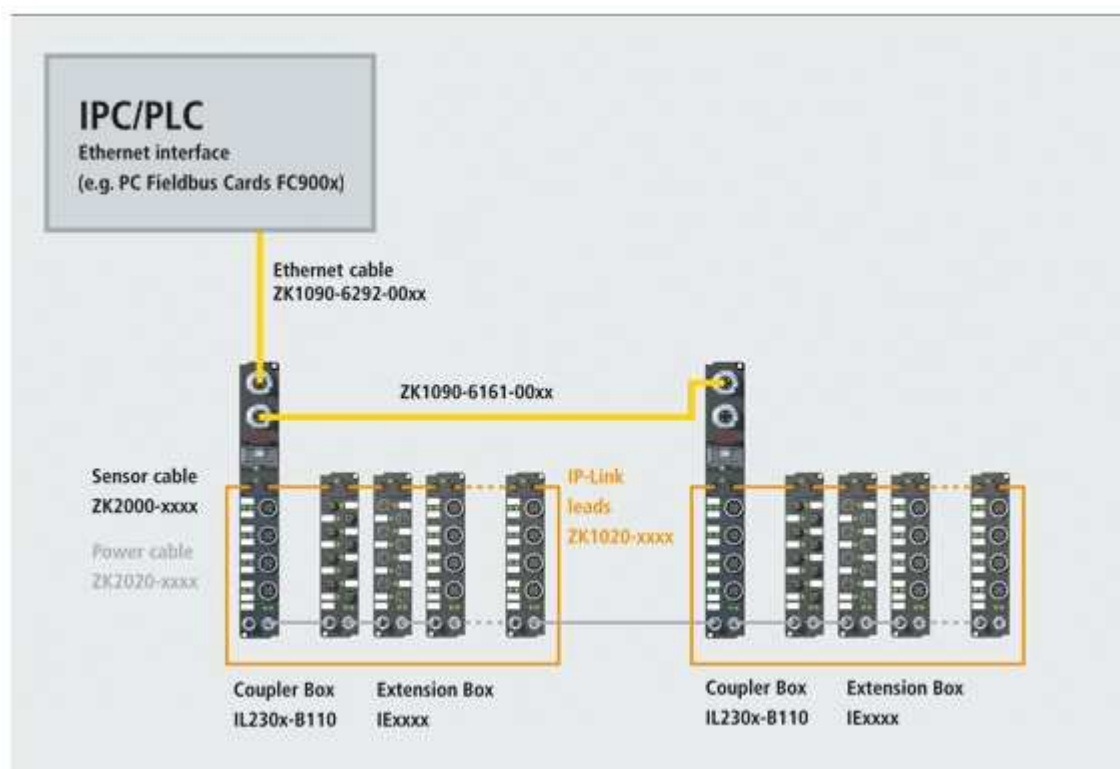 IPC/PLC
Ethernet interface
(e.g. PC Fieldbus Cards FC900x)
Ethernet cable
ZK1090-6292-00xx
ZK1090-6161-00xx
Sensor cable
ZK2000-xxxx
Power cable
ZK2020-xxxx
IP-Link
leads
ZK1020-xxxx
Coupler Box
IL230x-B110
Extension Box
IExxxx
Coupler Box
IL230x-B110
Extension Box
IExxxx